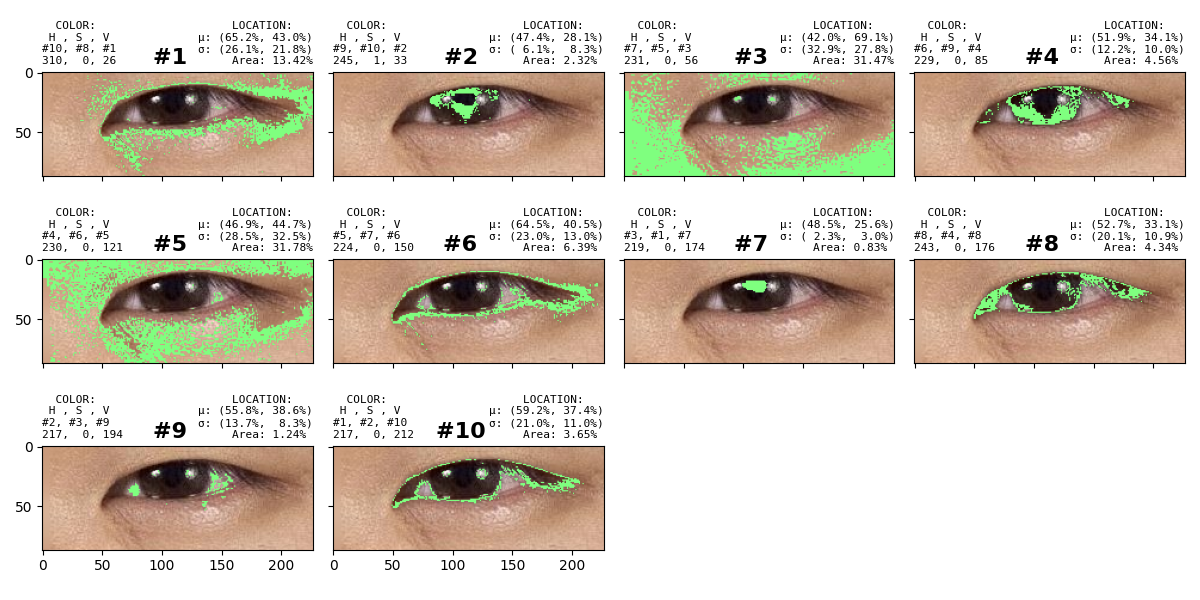 COLOR: LOCATION:
H , S , V μ: (65.2%, 43.0%)
#10, #8, #1 #1 σ: (26.1%, 21.8%)
310, 0, 26 Area: 13.42%
COLOR: LOCATION:
H , S , V μ: (47.4%, 28.1%)
#9, #10, #2 #2 σ: ( 6.1%, 8.3%)
245, 1, 33 Area: 2.32%
COLOR: LOCATION:
H , S , V μ: (42.0%, 69.1%)
#7, #5, #3 #3 σ: (32.9%, 27.8%)
231, 0, 56 Area: 31.47%
COLOR: LOCATION:
H , S , V μ: (51.9%, 34.1%)
#6, #9, #4 #4 σ: (12.2%, 10.0%)
229, 0, 85 Area: 4.56%
0
50
COLOR: LOCATION:
H , S , V μ: (46.9%, 44.7%)
#4, #6, #5 #5 σ: (28.5%, 32.5%)
230, 0, 121 Area: 31.78%
COLOR: LOCATION:
H , S , V μ: (64.5%, 40.5%)
#5, #7, #6 #6 σ: (23.0%, 13.0%)
224, 0, 150 Area: 6.39%
COLOR: LOCATION:
H , S , V μ: (48.5%, 25.6%)
#3, #1, #7 #7 σ: ( 2.3%, 3.0%)
219, 0, 174 Area: 0.83%
COLOR: LOCATION:
H , S , V μ: (52.7%, 33.1%)
#8, #4, #8 #8 σ: (20.1%, 10.9%)
243, 0, 176 Area: 4.34%
0
50
COLOR: LOCATION:
H , S , V μ: (55.8%, 38.6%)
#2, #3, #9 #9 σ: (13.7%, 8.3%)
217, 0, 194 Area: 1.24%
COLOR: LOCATION:
H , S , V μ: (59.2%, 37.4%)
#1, #2, #10 #10 σ: (21.0%, 11.0%)
217, 0, 212 Area: 3.65%
0
50
0 50 100 150 200 0 50 100 150 200